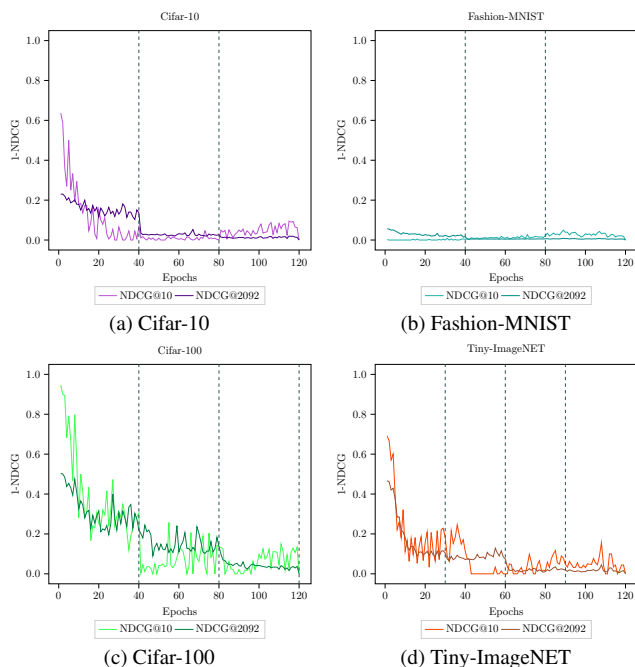 Cifar-10
1.0
0.8
0.6
0.4
0.2
0.0
1-NDCG
0 20 40 60 80 100 120
Epochs
NDCG@10 NDCG@2092
(a) Cifar-10
Fashion-MNIST
1.0
0.8
0.6
0.4
0.2
0.0
1-NDCG
0 20 40 60 80 100 120
Epochs
NDCG@10 NDCG@2092
(b) Fashion-MNIST
Cifar-100
1.0
0.8
0.6
0.4
0.2
0.0
1-NDCG
0 20 40 60 80 100 120
Epochs
NDCG@10 NDCG@2092
(c) Cifar-100
Tiny-ImageNET
1.0
0.8
0.6
0.4
0.2
0.0
1-NDCG
0 20 40 60 80 100 120
Epochs
NDCG@10 NDCG@2092
(d) Tiny-ImageNET